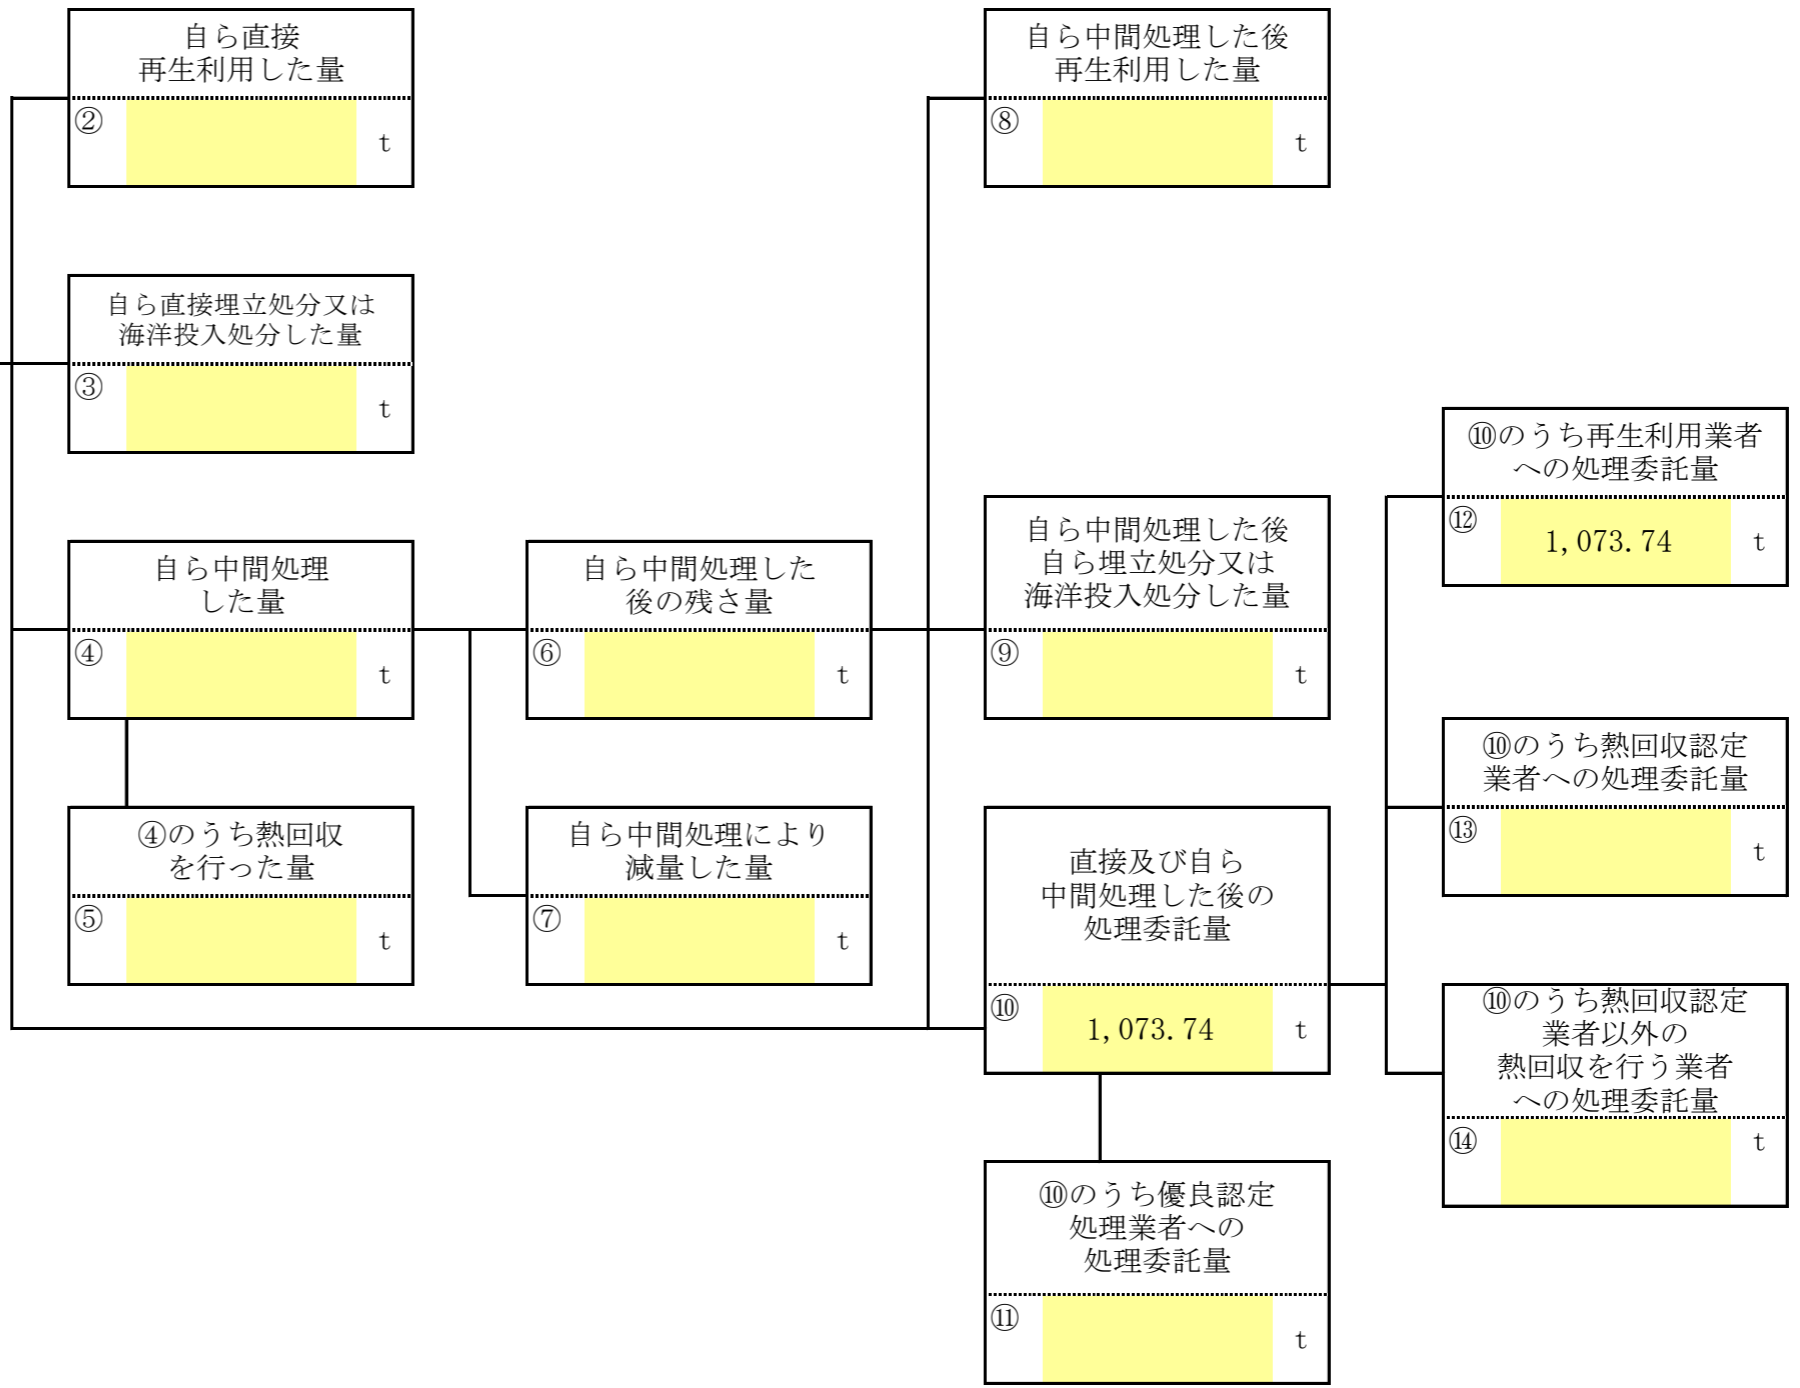 自ら直接
再生利用した量
②
t
自ら直接埋立処分又は
海洋投入処分した量
③
t
自ら中間処理
した量
④
t
④のうち熱回収
を行った量
⑤
t
自ら中間処理した
後の残さ量
⑥
t
自ら中間処理により
減量した量
⑦
t
自ら中間処理した後
再生利用した量
⑧
t
自ら中間処理した後
自ら埋立処分又は
海洋投入処分した量
⑨
t
直接及び自ら
中間処理した後の
処理委託量
⑩ 1,073.74 t
⑩のうち優良認定
処理業者への
処理委託量
⑪
t
⑩のうち再生利用業者
への処理委託量
⑫ 1,073.74 t
⑩のうち熱回収認定
業者への処理委託量
⑬
t
⑩のうち熱回収認定
業者以外の
熱回収を行う業者
への処理委託量
⑭
t